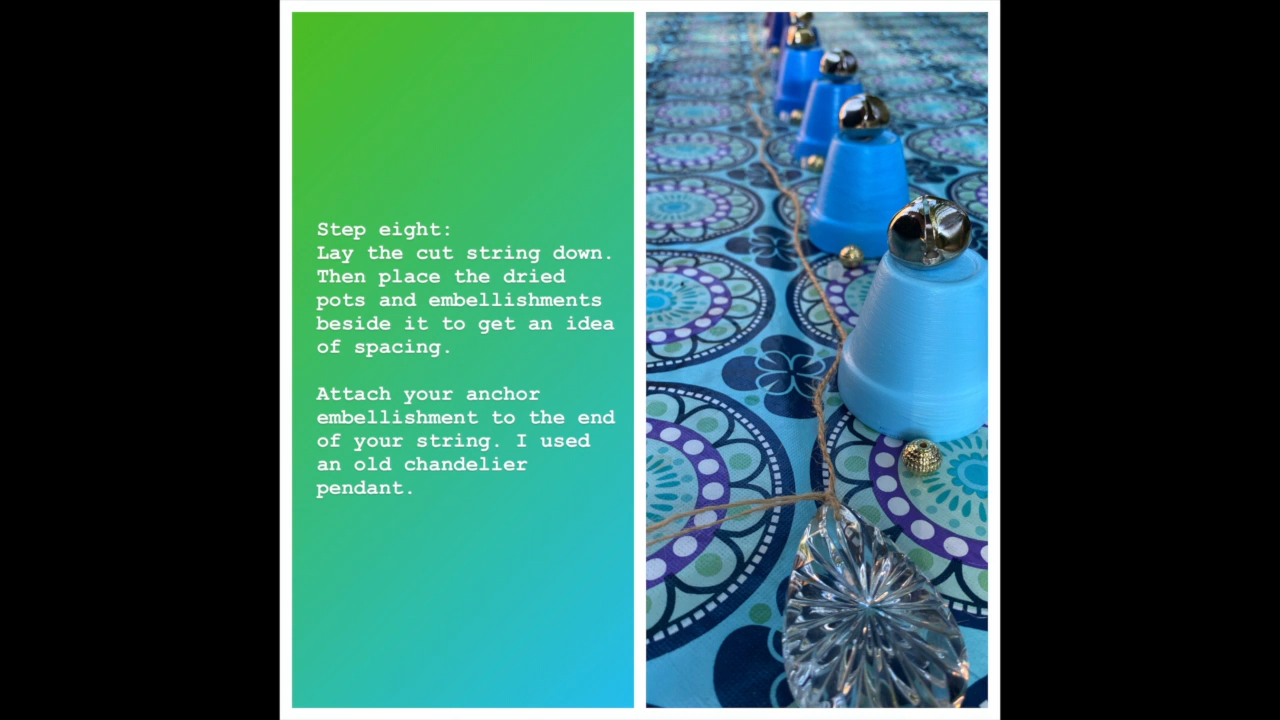 Step eight:
Lay the cut string down.
Then place the dried
pots and embellishments
beside it to get an idea
of spacing.
Attach your anchor
embellishment to the end
of your string. I used
an old chandelier
pendant.